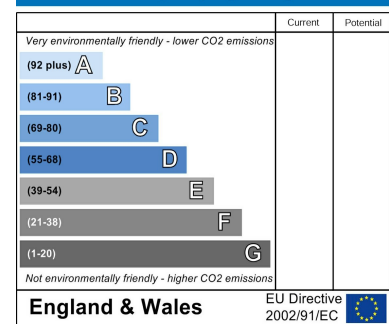 Current Potential
Very environmentally friendly - lower CO2 emissions
(92 plus) A
(81-91) B
(69-80) C
(55-68) D
(39-54) E
(21-38) F
(1-20) G
Not environmentally friendly - higher CO2 emissions
England & Wales
EU Directive
2002/91/EC